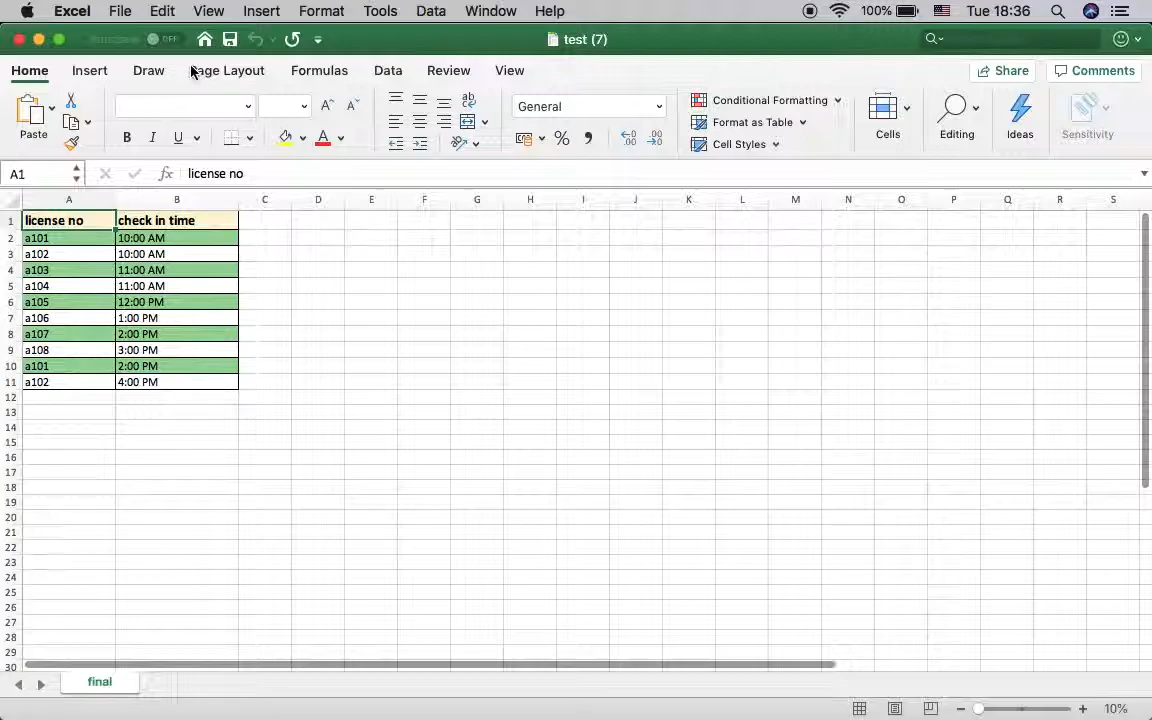 Excel File Edit View Insert Format Tools Data Window Help 100% Tue 18:36
OFF test (7)
Home Insert Draw Page Layout Formulas Data Review View Share Comments
Paste General Conditional Formatting Format as Table Cell Styles Cells Editing Ideas Sensitivity
A1 fx license no
A B C D E F G H I J K L M N O P Q R S
1 license no check in time
2 a101 10:00 AM
3 a102 10:00 AM
4 a103 11:00 AM
5 a104 11:00 AM
6 a105 12:00 PM
7 a106 1:00 PM
8 a107 2:00 PM
9 a108 3:00 PM
10 a101 2:00 PM
11 a102 4:00 PM
12
13
14
15
16
17
18
19
20
21
22
23
24
25
26
27
28
29
30
final
10%